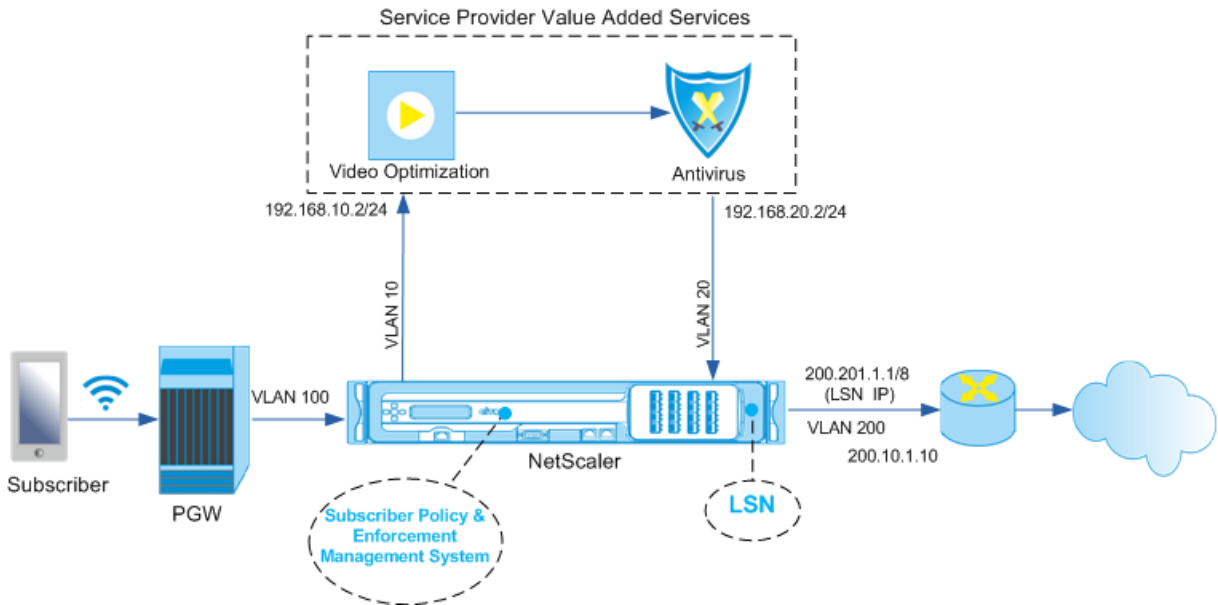 Service Provider Value Added Services
Video Optimization
Antivirus
192.168.10.2/24
192.168.20.2/24
VLAN 10
VLAN 20
Subscriber
PGW
VLAN 100
NetScaler
200.201.1.1/8
(LSN IP)
VLAN 200
200.10.1.10
Subscriber Policy &
Enforcement
Management System
LSN